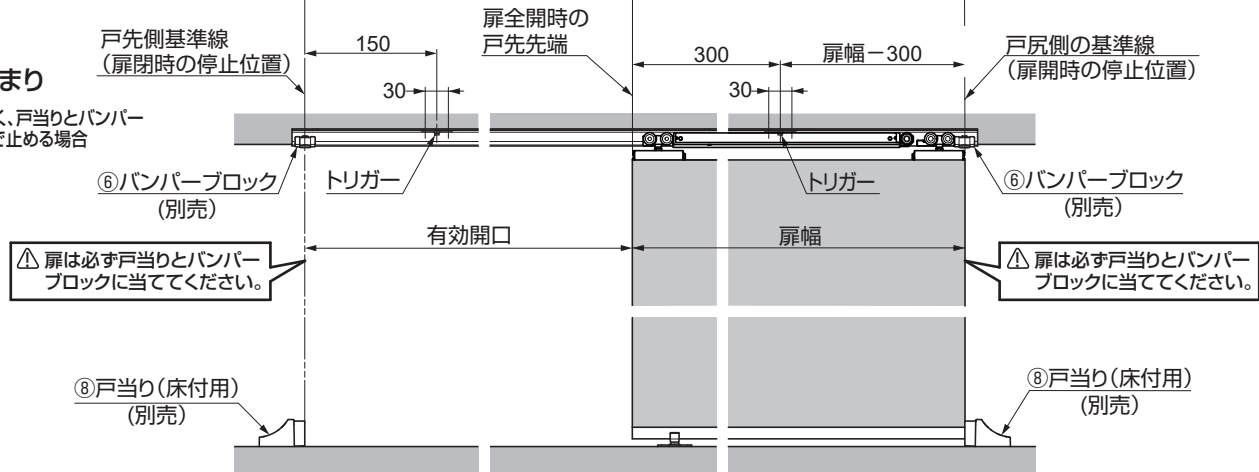 戸先側基準線
(扉閉時の停止位置)
150
扉全開時の
戸先先端
300
扉幅−300
戸尻側の基準線
(扉開時の停止位置)
まり
、戸当りとバンパー
で止める場合
30
30
⑥バンパーブロック
(別売)
トリガー
トリガー
⑥バンパーブロック
(別売)
有効開口
扉幅
⚠ 扉は必ず戸当りとバンパー
ブロックに当ててください。
⚠ 扉は必ず戸当りとバンパー
ブロックに当ててください。
⑧戸当り(床付用)
(別売)
⑧戸当り(床付用)
(別売)